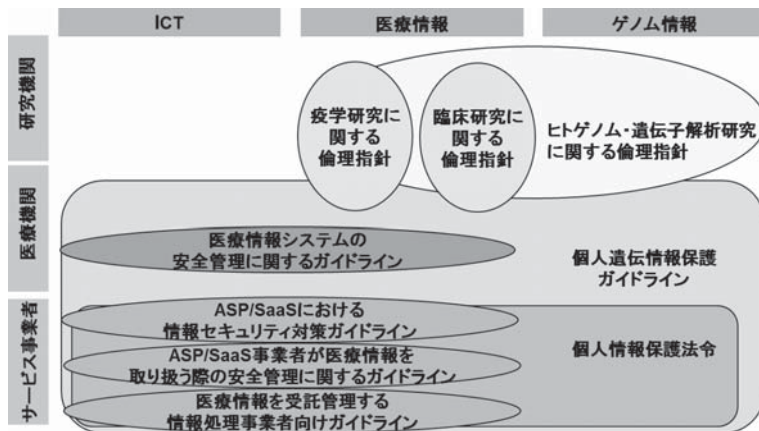 ICT
医療情報
ゲノム情報
研究機関
疫学研究に
関する
倫理指針
臨床研究に
関する
倫理指針
ヒトゲノム・遺伝子解析研究
に関する倫理指針
医療機関
医療情報システムの
安全管理に関するガイドライン
個人遺伝情報保護
ガイドライン
サービス事業者
ASP/SaaSにおける
情報セキュリティ対策ガイドライン
ASP/SaaS事業者が医療情報を
取り扱う際の安全管理に関するガイドライン
医療情報を受託管理する
情報処理事業者向けガイドライン
個人情報保護法令